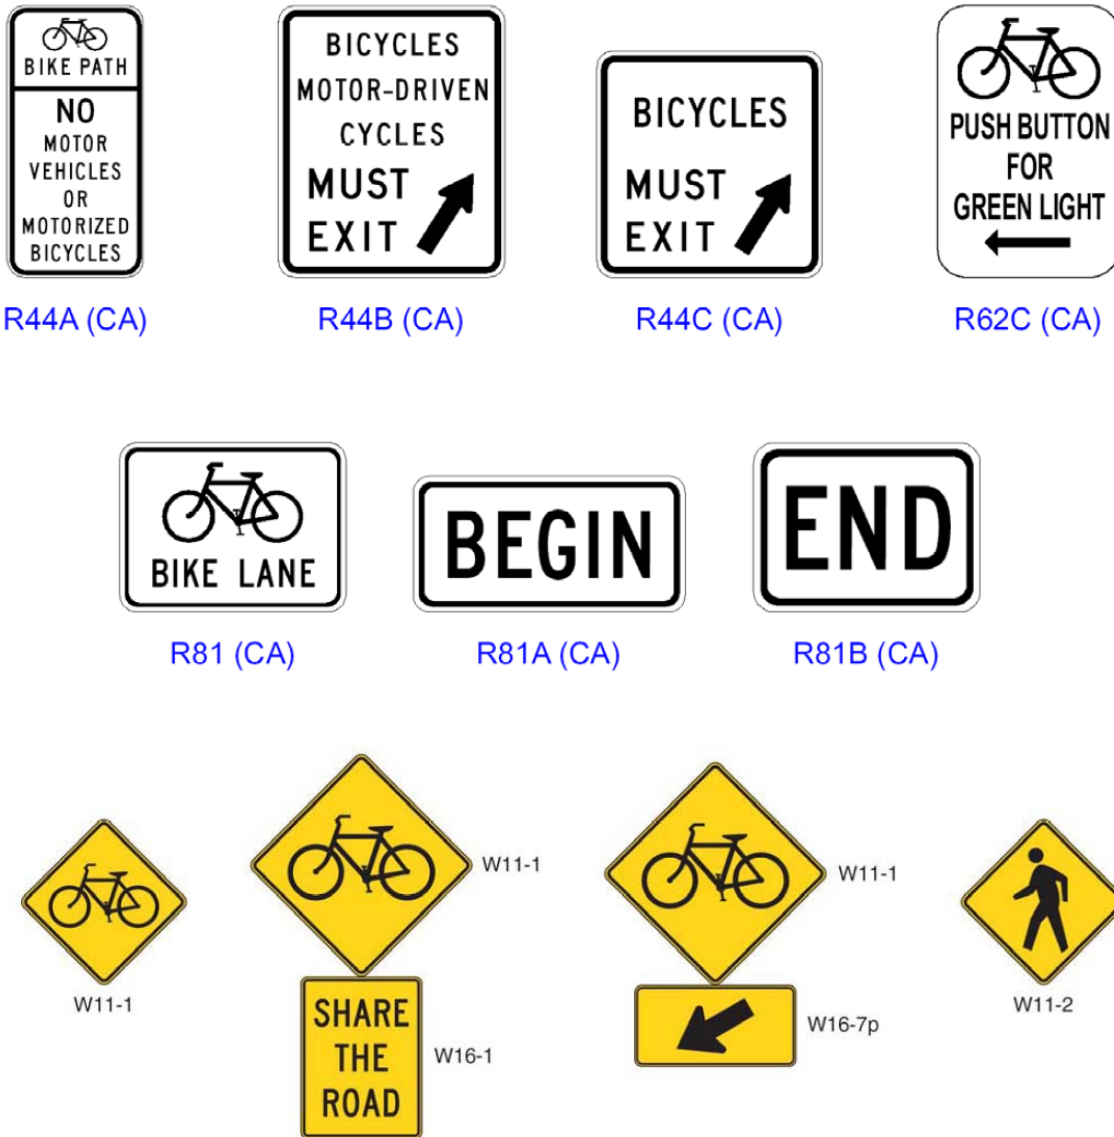 BIKE PATH
NO
MOTOR
VEHICLES
OR
MOTORIZED
BICYCLES
R44A (CA)
BICYCLES
MOTOR-DRIVEN
CYCLES
MUST
EXIT
R44B (CA)
BICYCLES
MUST
EXIT
R44C (CA)
PUSH BUTTON
FOR
GREEN LIGHT
R62C (CA)
BIKE LANE
R81 (CA)
BEGIN
R81A (CA)
END
R81B (CA)
W11-1
W11-1
SHARE
THE
ROAD
W16-1
W11-1
W16-7p
W11-2